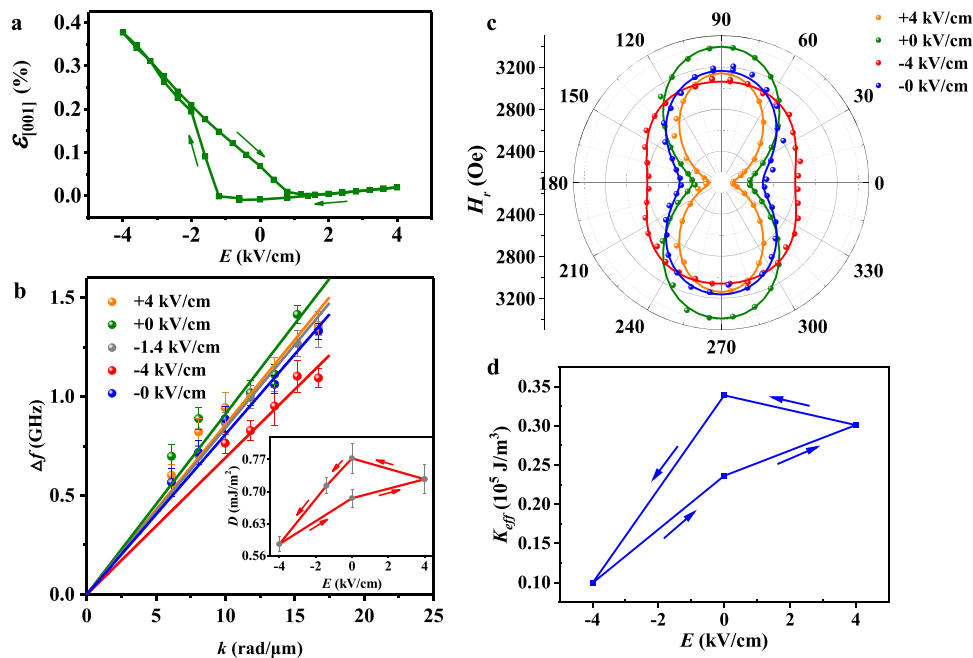 a
0.4
0.3
0.2
0.1
0.0
ε[001] (%)
-4 -2 0 2 4
E (kV/cm)
b
1.5
1.0
0.5
0.0
Δf (GHz)
+4 kV/cm
+0 kV/cm
-1.4 kV/cm
-4 kV/cm
-0 kV/cm
0 5 10 15 20 25
k (rad/μm)
0.77
0.70
0.63
0.56
D (mJ/m²)
-4 -2 0 2 4
E (kV/cm)
c
+4 kV/cm
+0 kV/cm
-4 kV/cm
-0 kV/cm
3200
2800
2400
2400
2800
3200
Hr (Oe)
0
30
60
90
120
150
180
210
240
270
300
330
d
0.35
0.30
0.25
0.20
0.15
0.10
Keff (10⁵ J/m³)
-4 -2 0 2 4
E (kV/cm)